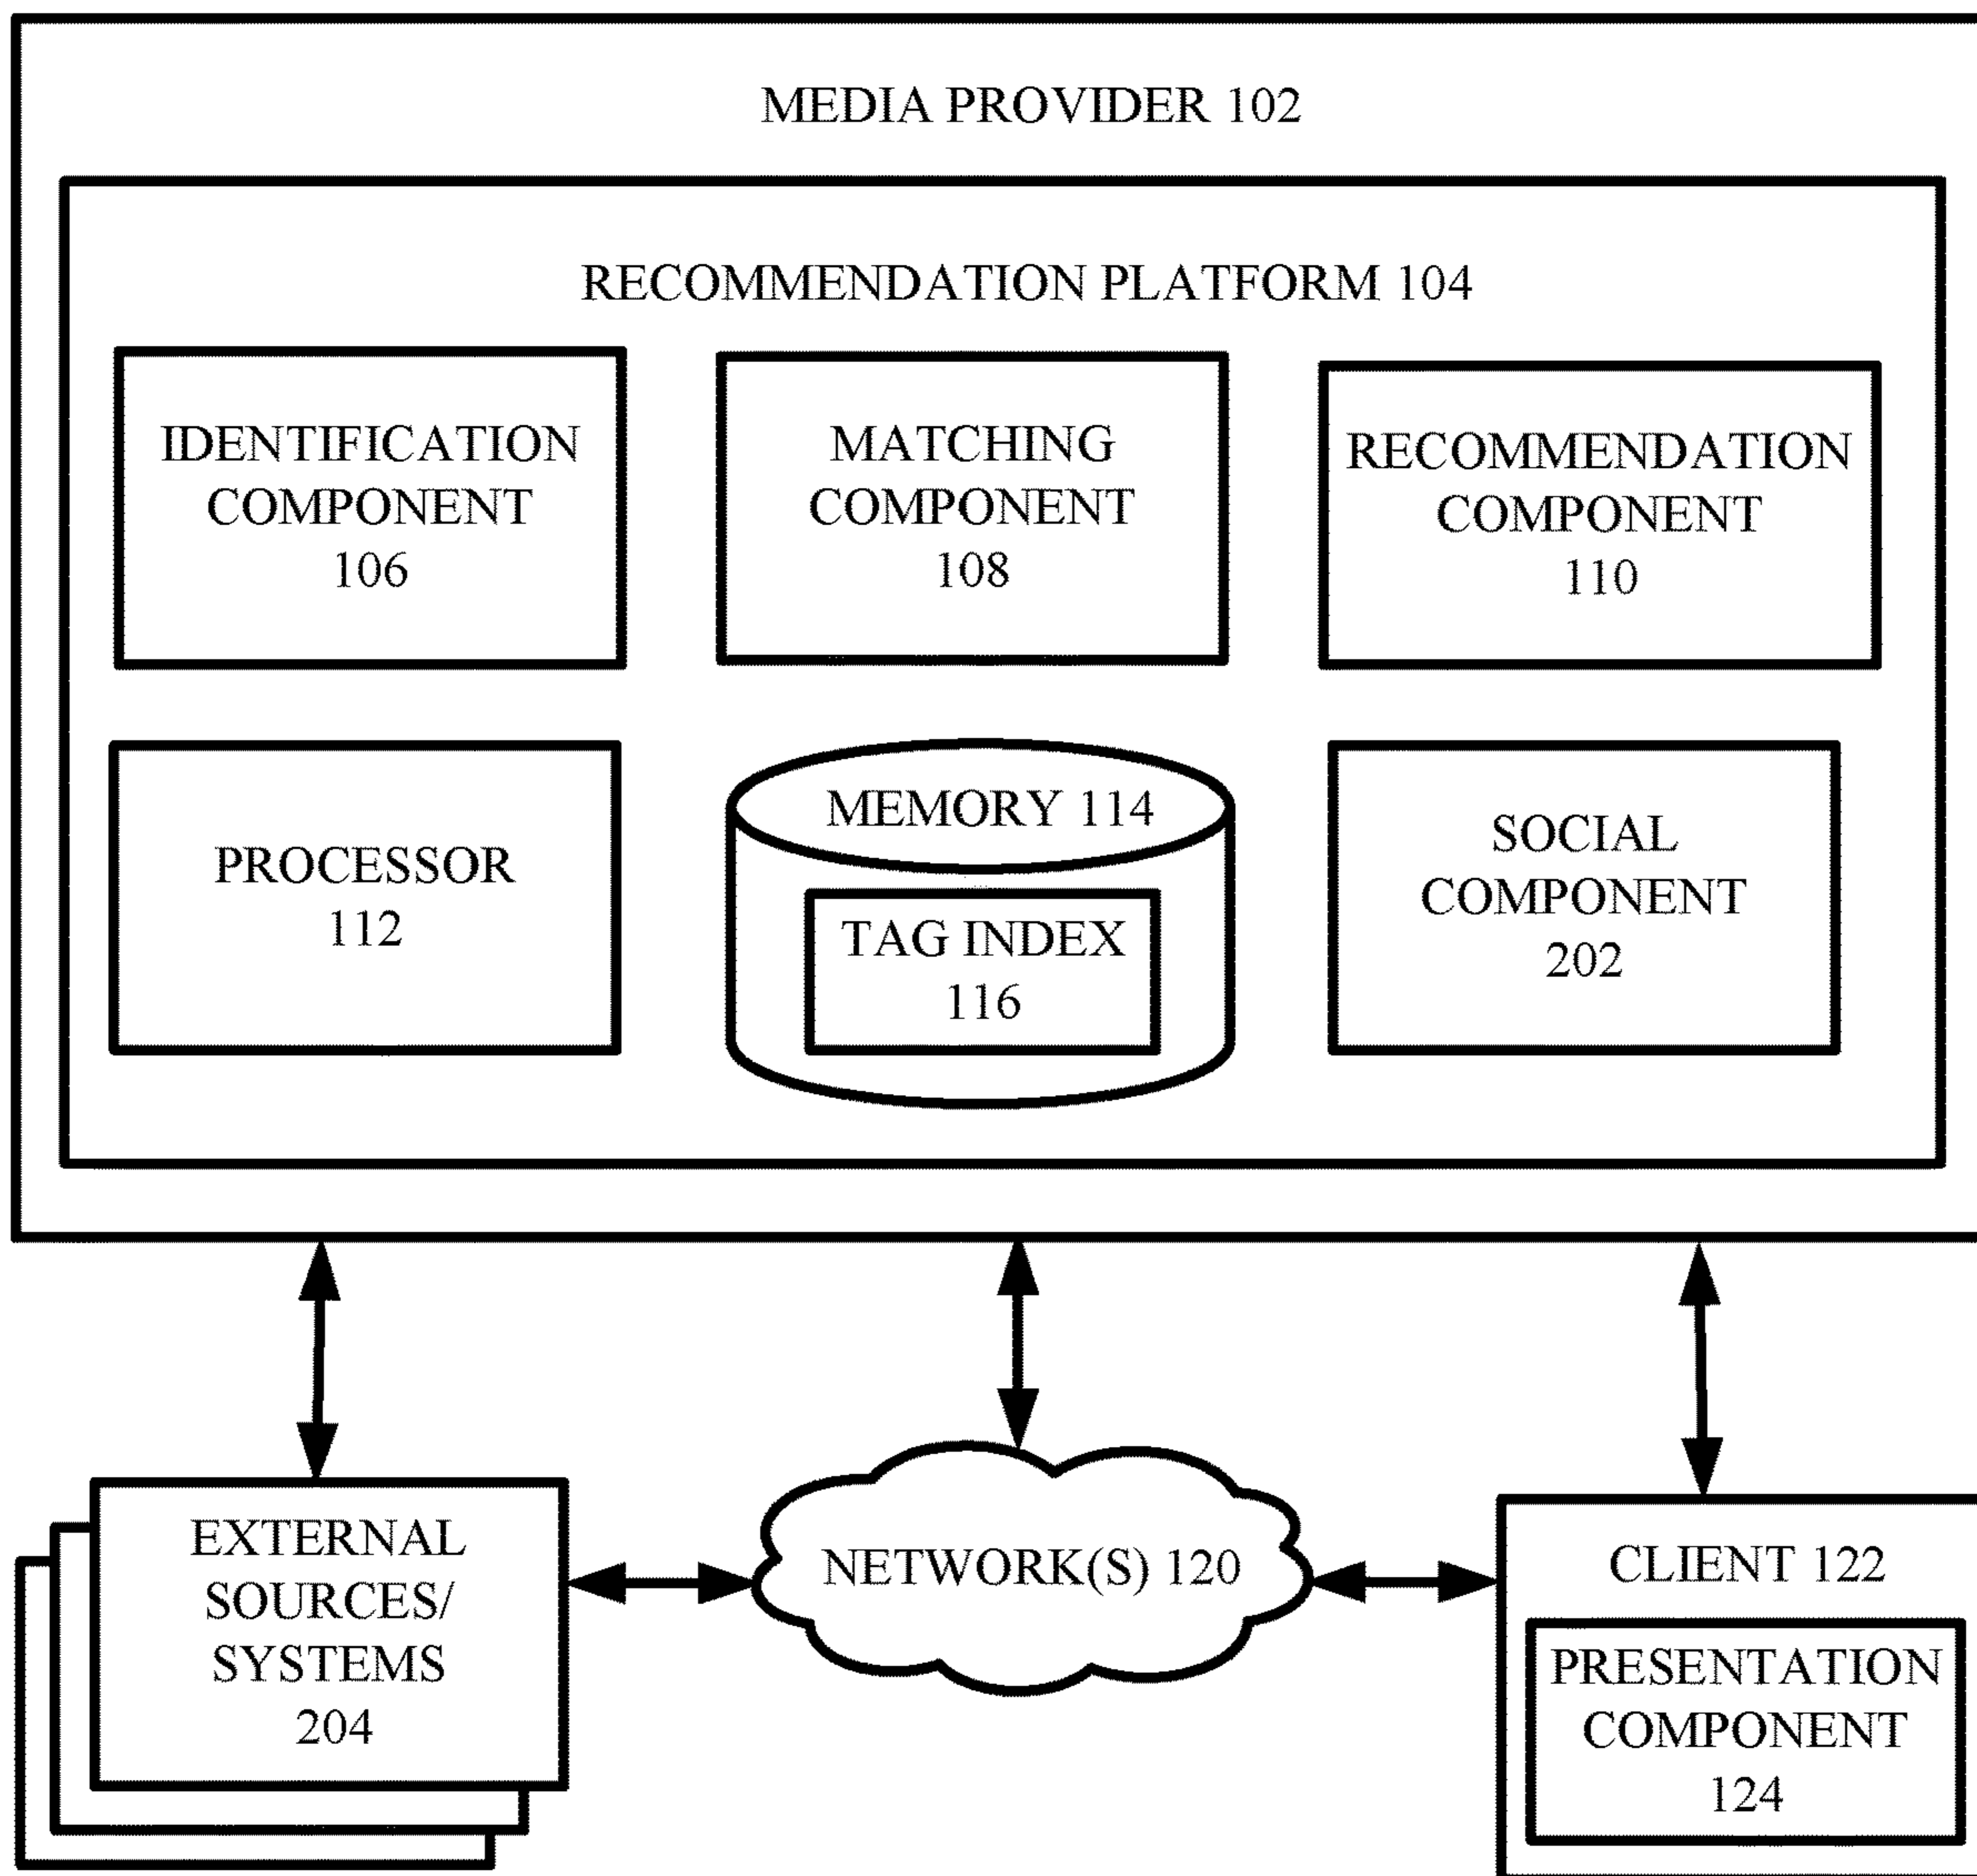 MEDIA PROVIDER 102
RECOMMENDATION PLATFORM 104
IDENTIFICATION
COMPONENT
106
MATCHING
COMPONENT
108
RECOMMENDATION
COMPONENT
110
PROCESSOR
112
MEMORY 114
TAG INDEX
116
SOCIAL
COMPONENT
202
EXTERNAL
SOURCES/
SYSTEMS
204
NETWORK(S) 120
CLIENT 122
PRESENTATION
COMPONENT
124